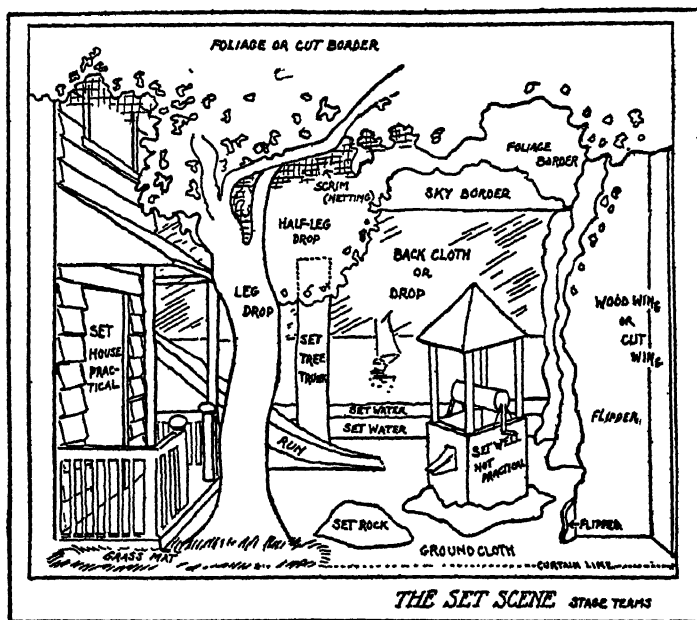 FOLIAGE OR CUT BORDER
FOLIAGE
BORDER
SCRIM
(NETTING)
SKY BORDER
HALF-LEG
DROP
BACK CLOTH
OR
DROP
LEG
DROP
WOOD WING
OR
CUT
WING
SET
HOUSE
PRAC-
TICAL
SET
TREE
TRUNK
SET WATER
SET WATER
FLIPPER
RUN
SET WELL
NOT
PRACTICAL
SET ROCK
FLIPPER
GROUND CLOTH
GRASS MAT
CURTAIN LINE
THE SET SCENE STAGE TERMS